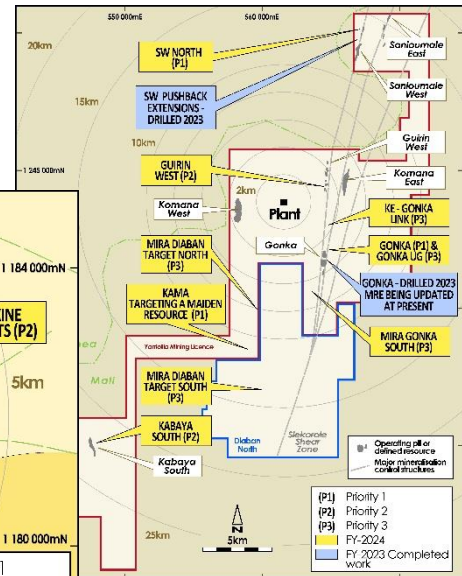 550 000mE
560 000mE
20km
SW NORTH
(P1)
Sanioumale
East
SW PUSHBACK
EXTENSIONS -
DRILLED 2023
Sanioumale
West
15km
10km
Guirin
West
1 245 000mN
GUIRIN
WEST (P2)
Komana
East
2km
Komana
West
Plant
KE - GONKA
LINK (P3)
Gonka
GONKA (P1) &
GONKA UG (P3)
MIRA DIABAN
TARGET NORTH
(P3)
1 184 000mN
GONKA - DRILLED 2023
MRE BEING UPDATED
AT PRESENT
KAMA
TARGETING A MAIDEN
RESOURCE (P1)
KINE
TS (P2)
MIRA GONKA
SOUTH (P3)
Yanfolila Mining Licence
5km
Mali
MIRA DIABAN
TARGET SOUTH
(P3)
KABAYA
SOUTH (P2)
Diaban
North
Siekorole
Shear
Zone
Operating pit or
defined resource
Major mineralisation
control structures
Kabaya
South
(P1) Priority 1
(P2) Priority 2
(P3) Priority 3
FY-2024
FY 2023 Completed
work
N
5km
1 180 000mN
25km